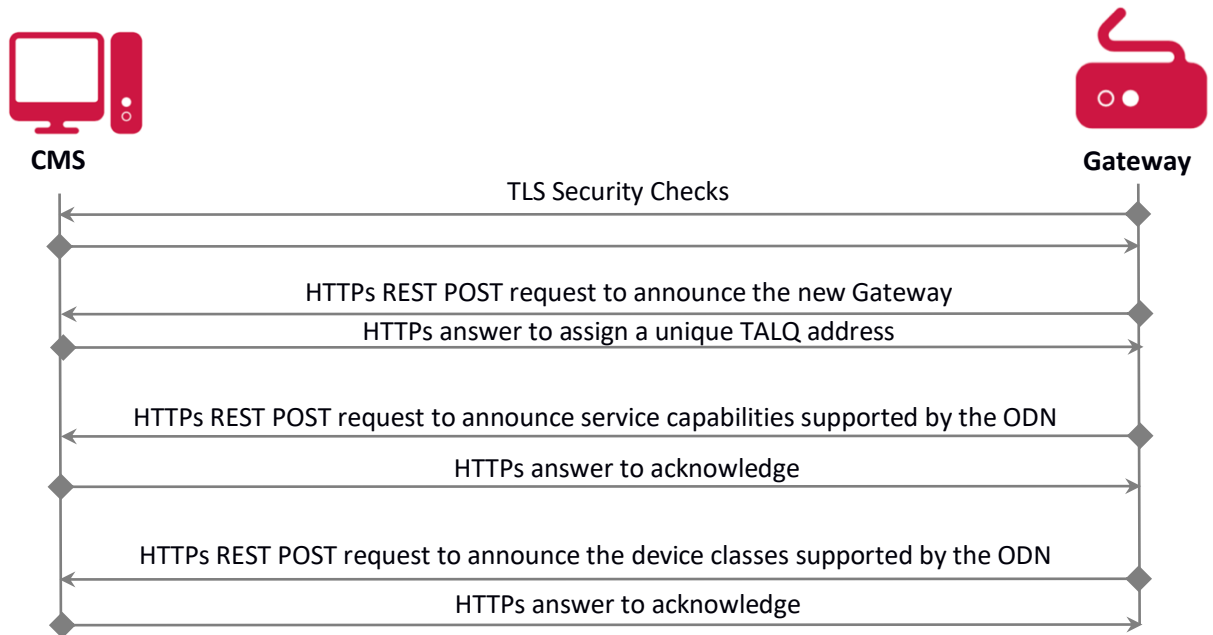 CMS
Gateway
TLS Security Checks
HTTPs REST POST request to announce the new Gateway
HTTPs answer to assign a unique TALQ address
HTTPs REST POST request to announce service capabilities supported by the ODN
HTTPs answer to acknowledge
HTTPs REST POST request to announce the device classes supported by the ODN
HTTPs answer to acknowledge